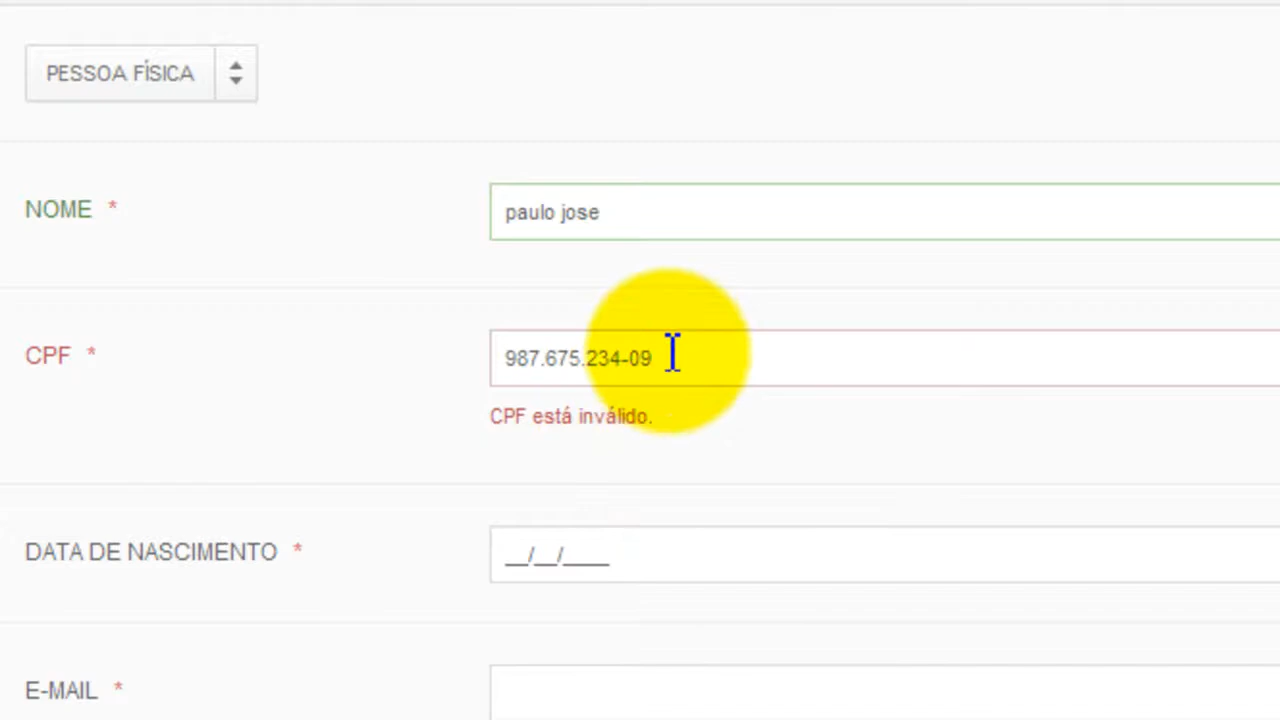 PESSOA FÍSICA
NOME *
paulo jose
CPF *
987.675.234-09
CPF está inválido.
DATA DE NASCIMENTO *
__/__/____
E-MAIL *